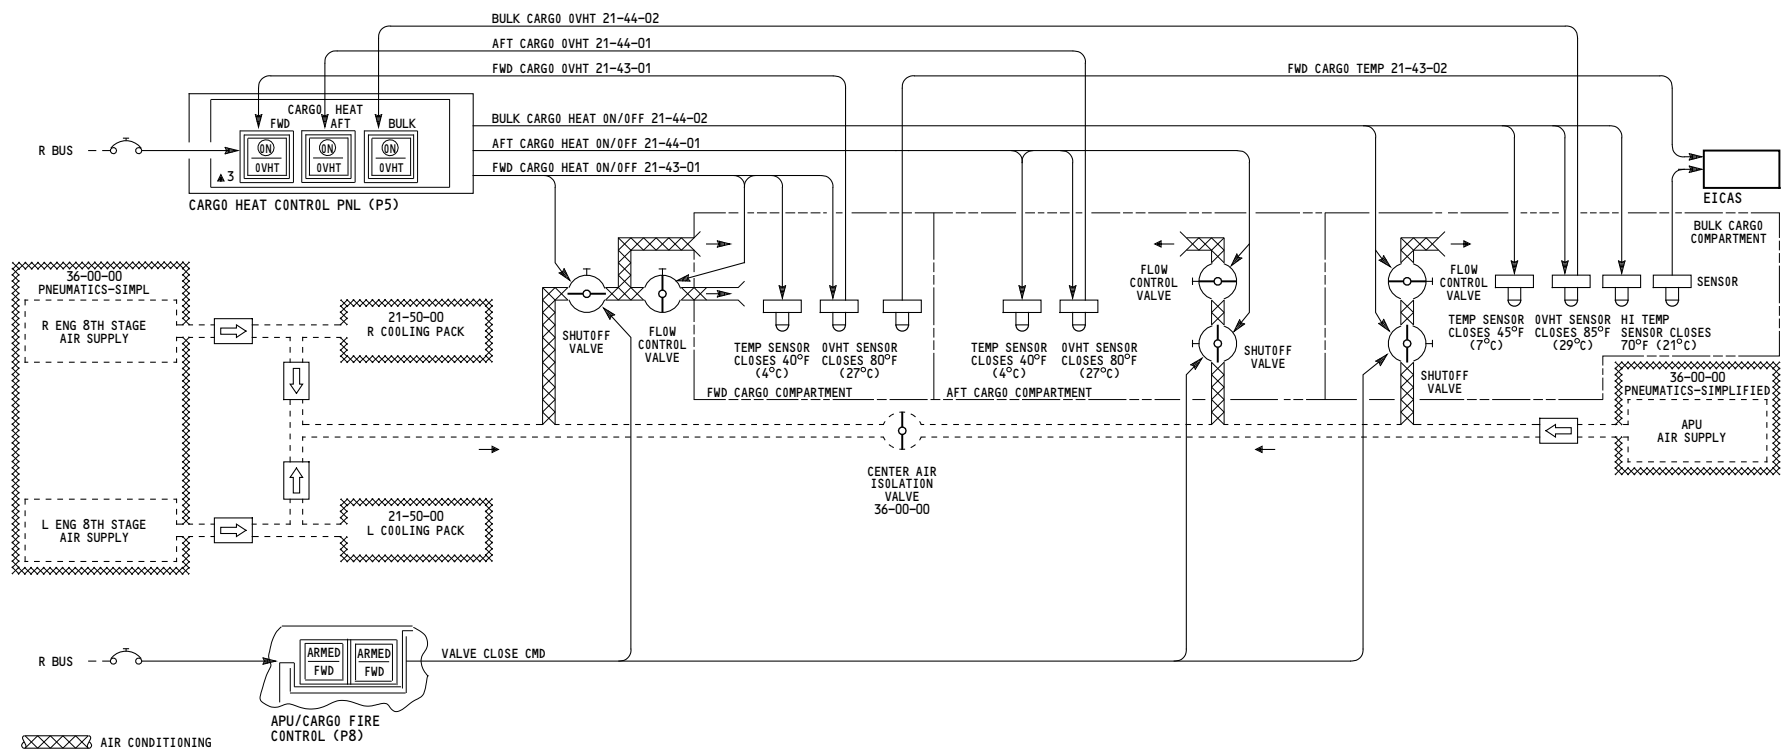 BULK CARGO OVHT 21-44-02
AFT CARGO OVHT 21-44-01
FWD CARGO OVHT 21-43-01
FWD CARGO TEMP 21-43-02
CARGO HEAT
FWD AFT BULK
ON ON ON
OVHT OVHT OVHT
▲3
R BUS
CARGO HEAT CONTROL PNL (P5)
BULK CARGO HEAT ON/OFF 21-44-02
AFT CARGO HEAT ON/OFF 21-44-01
FWD CARGO HEAT ON/OFF 21-43-01
EICAS
BULK CARGO
COMPARTMENT
36-00-00
PNEUMATICS-SIMPL
R ENG 8TH STAGE
AIR SUPPLY
L ENG 8TH STAGE
AIR SUPPLY
21-50-00
R COOLING PACK
21-50-00
L COOLING PACK
SHUTOFF
VALVE
FLOW
CONTROL
VALVE
TEMP SENSOR
CLOSES 40°F
(4°C)
OVHT SENSOR
CLOSES 80°F
(27°C)
FWD CARGO COMPARTMENT
TEMP SENSOR
CLOSES 40°F
(4°C)
OVHT SENSOR
CLOSES 80°F
(27°C)
AFT CARGO COMPARTMENT
FLOW
CONTROL
VALVE
SHUTOFF
VALVE
FLOW
CONTROL
VALVE
SHUTOFF
VALVE
SENSOR
TEMP SENSOR
CLOSES 45°F
(7°C)
OVHT SENSOR
CLOSES 85°F
(29°C)
HI TEMP
SENSOR CLOSES
70°F (21°C)
36-00-00
PNEUMATICS-SIMPLIFIED
APU
AIR SUPPLY
CENTER AIR
ISOLATION
VALVE
36-00-00
R BUS
ARMED ARMED
FWD FWD
VALVE CLOSE CMD
APU/CARGO FIRE
CONTROL (P8)
AIR CONDITIONING